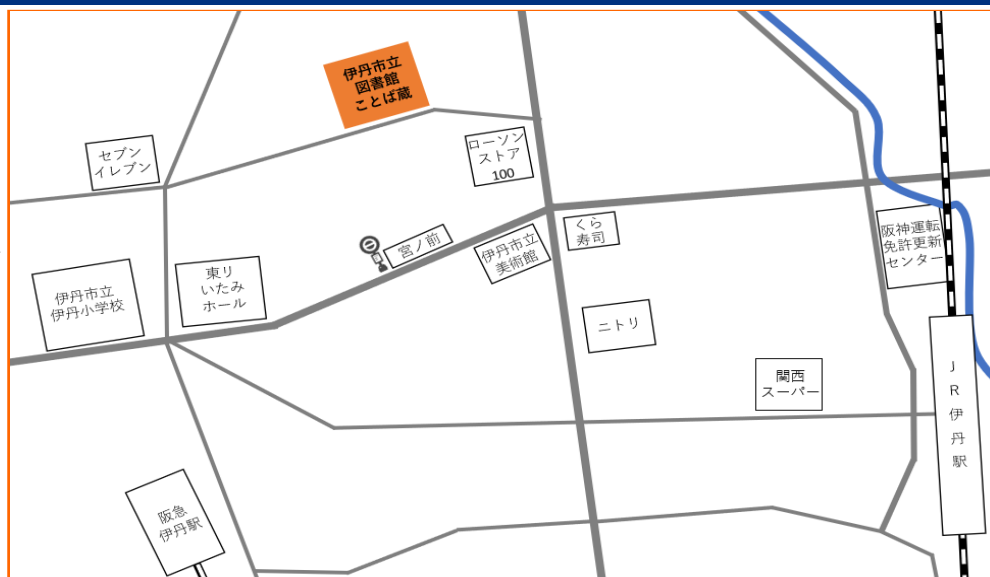 伊丹市立
図書館
ことば蔵
セブン
イレブン
ローソン
ストア
100
宮ノ前
伊丹市立
美術館
くら
寿司
阪神運転
免許更新
センター
伊丹市立
伊丹小学校
東リ
いたみ
ホール
ニトリ
関西
スーパー
JR伊丹駅
阪急
伊丹駅